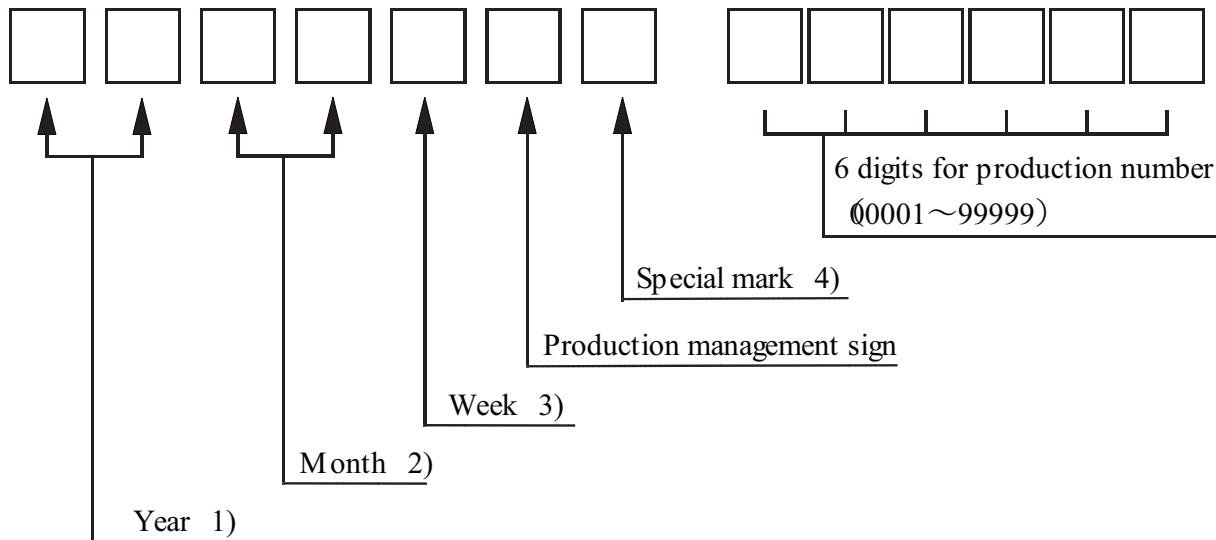 6 digits for production number
(00001～99999)
Special mark 4)
Production management sign
Week 3)
Month 2)
Year 1)